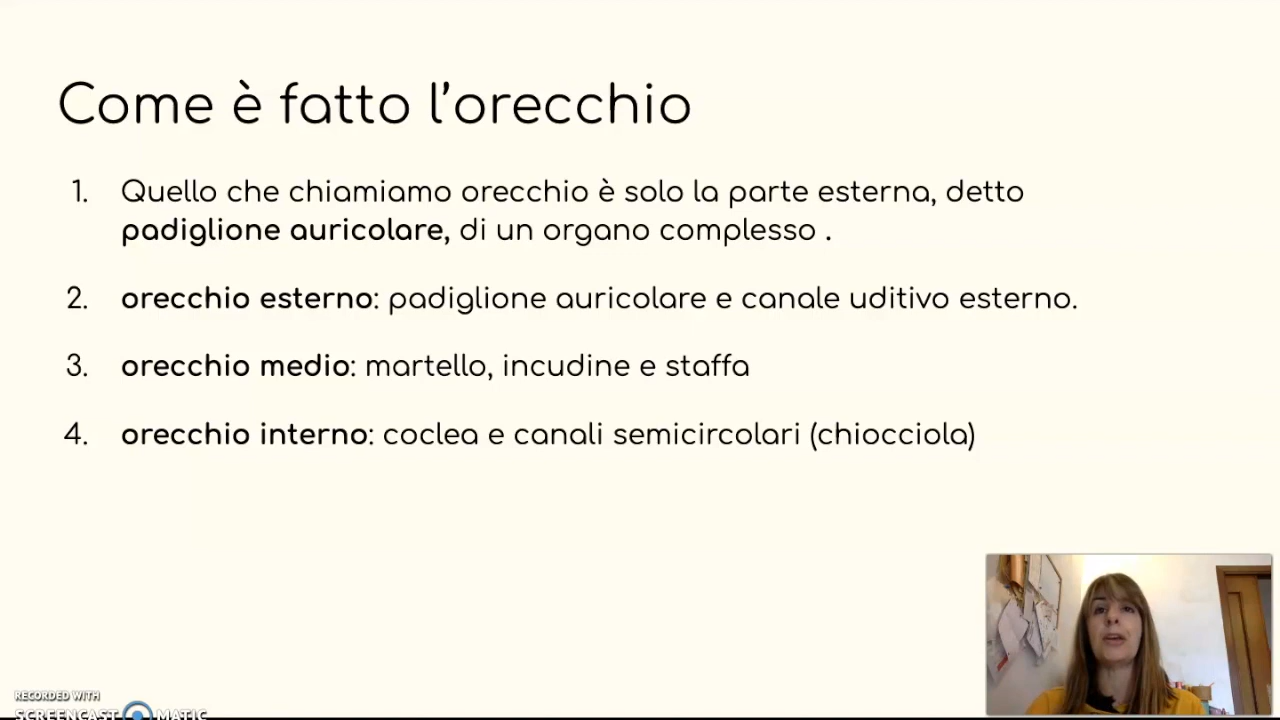 Come è fatto l'orecchio
1. Quello che chiamiamo orecchio è solo la parte esterna, detto
padiglione auricolare, di un organo complesso .
2. orecchio esterno: padiglione auricolare e canale uditivo esterno.
3. orecchio medio: martello, incudine e staffa
4. orecchio interno: coclea e canali semicircolari (chiocciola)
RECORDED WITH
SCREENCAST MATIC